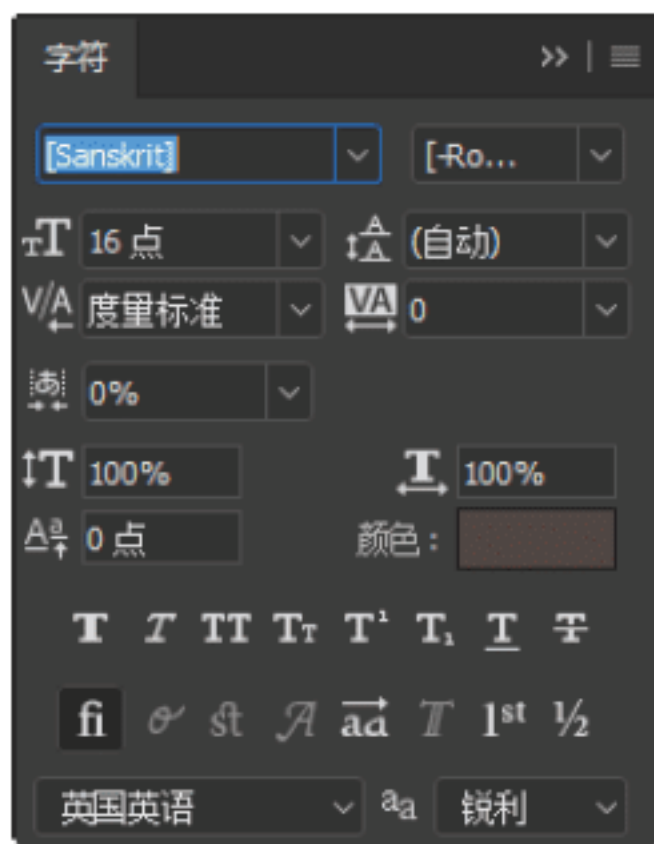 字符
[Sanskrit] [-Ro...
16 点 (自动)
度量标准 0
0%
100% 100%
0 点 颜色：
T T TT Tт T¹ T₁ T T
fi st A aa T 1st ½
英国英语 aa 锐利